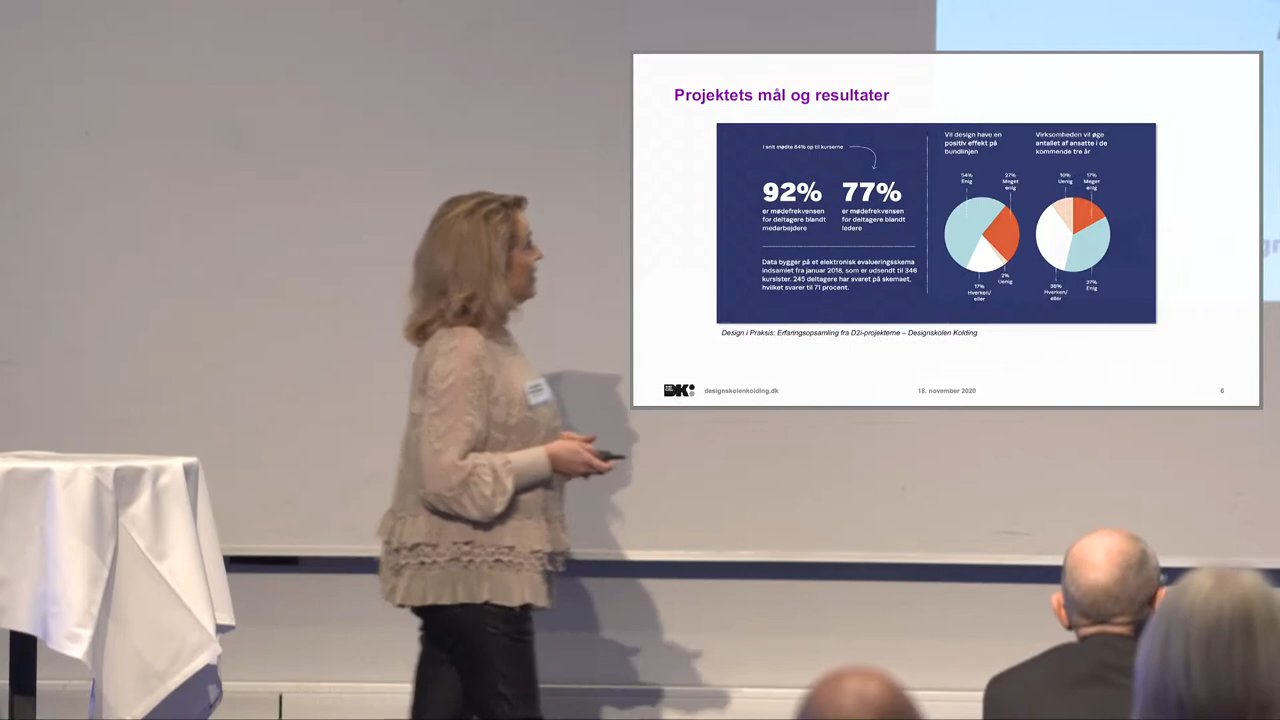 Projektets mål og resultater
I snit mødte 84% op til kurserne
92%
er mødefrekvensen
for deltagere blandt
medarbejdere
77%
er mødefrekvensen
for deltagere blandt
ledere
Data bygger på et elektronisk evalueringsskema
indsamlet fra januar 2018, som er udsendt til 346
kursister. 245 deltagere har svaret på skemaet,
hvilket svarer til 71 procent.
Vil design have en
positiv effekt på
bundlinjen
54%
Enig
27%
Meget
enig
17%
Hverken/
eller
2%
Uenig
Virksomheden vil øge
antallet af ansatte i de
kommende tre år
10%
Uenig
17%
Meget
enig
36%
Hverken/
eller
37%
Enig
Design i Praksis: Erfaringsopsamling fra D2i-projekterne – Designskolen Kolding
DK:
designskolenkolding.dk
18. november 2020
6